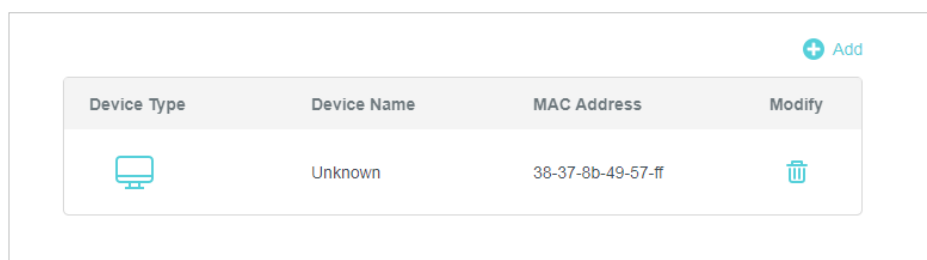 Add
Device Type Device Name MAC Address Modify
Unknown 38-37-8b-49-57-ff